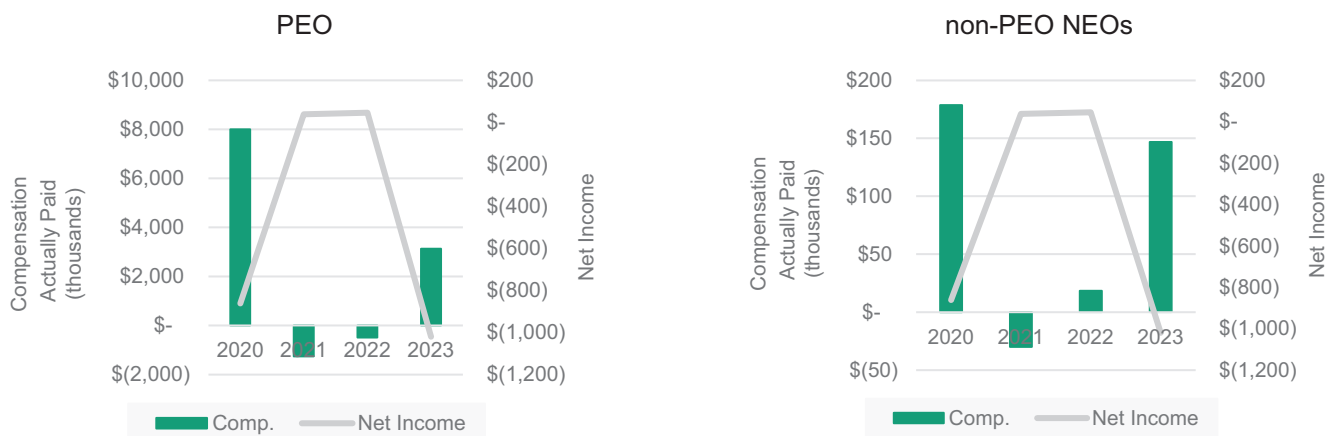 PEO
$10,000
$8,000
$6,000
$4,000
$2,000
$-
$(2,000)
Compensation
Actually Paid
(thousands)
2020 2021 2022 2023
$200
$-
$(200)
$(400)
$(600)
$(800)
$(1,000)
$(1,200)
Net Income
Comp. Net Income
non-PEO NEOs
$200
$150
$100
$50
$-
$(50)
Compensation
Actually Paid
(thousands)
2020 2021 2022 2023
$200
$-
$(200)
$(400)
$(600)
$(800)
$(1,000)
$(1,200)
Net Income
Comp. Net Income